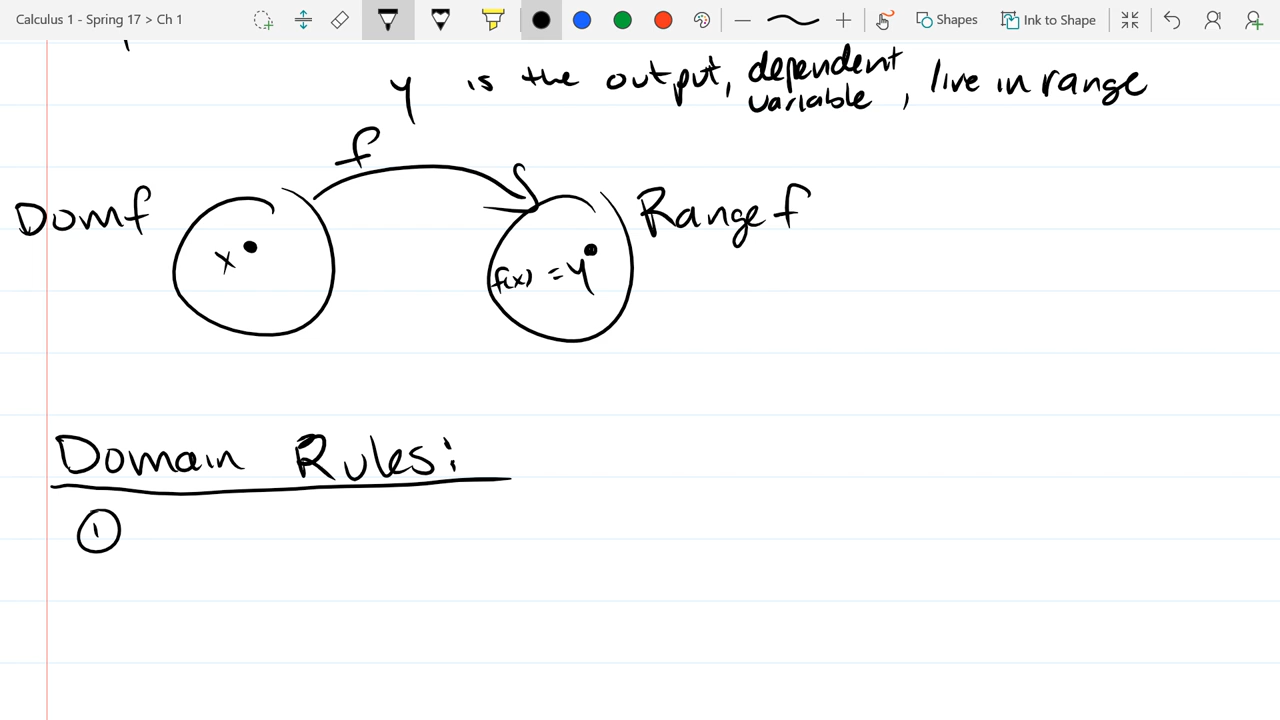 Calculus 1 - Spring 17 > Ch 1
Shapes
Ink to Shape
y is the output, dependent variable, live in range
f
Dom f
Range f
x
f(x) = y
Domain Rules:
1